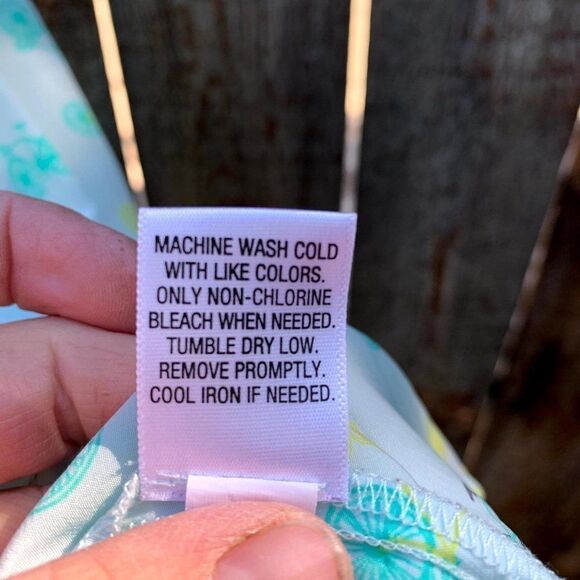 MACHINE WASH COLD
WITH LIKE COLORS.
ONLY NON-CHLORINE
BLEACH WHEN NEEDED.
TUMBLE DRY LOW.
REMOVE PROMPTLY.
COOL IRON IF NEEDED.